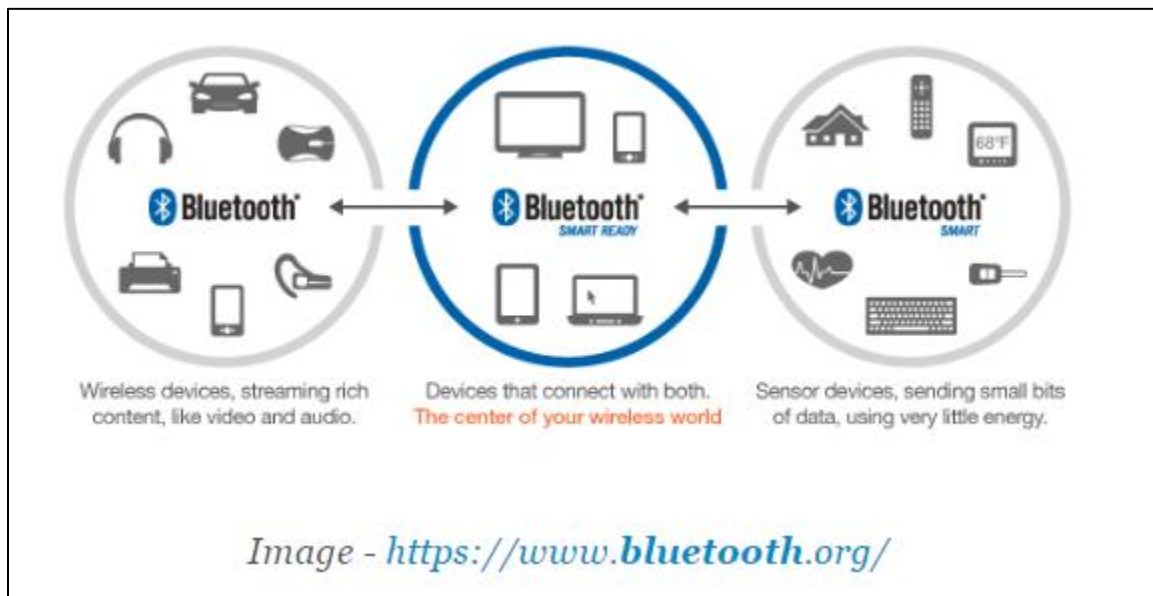 68°F
Bluetooth®
Bluetooth®
SMART READY
Bluetooth®
SMART
Wireless devices, streaming rich
content, like video and audio.
Devices that connect with both.
The center of your wireless world
Sensor devices, sending small bits
of data, using very little energy.
Image - https://www.bluetooth.org/